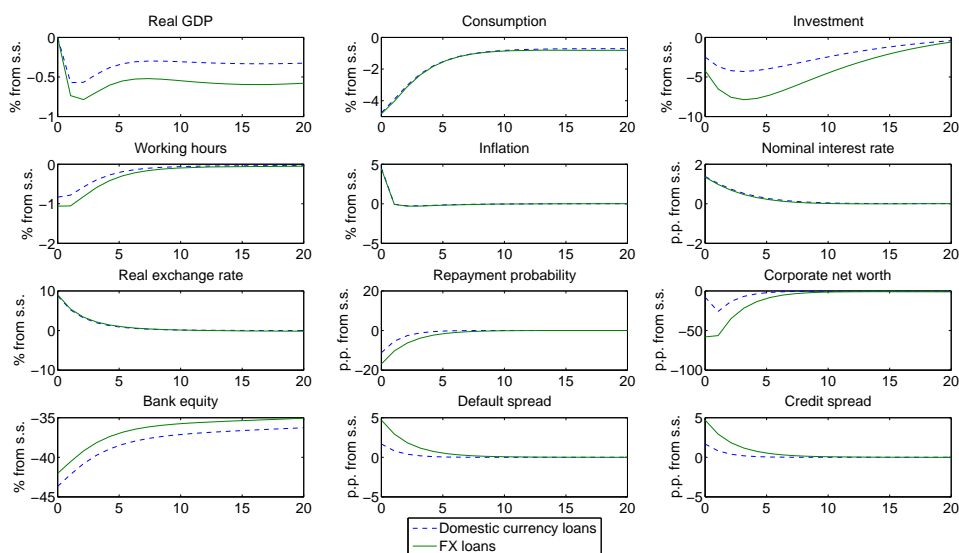 Real GDP
% from s.s.
0
−0.5
−1
0 5 10 15 20
Consumption
% from s.s.
0
−2
−4
0 5 10 15 20
Investment
% from s.s.
0
−5
−10
0 5 10 15 20
Working hours
% from s.s.
0
−1
−2
0 5 10 15 20
Inflation
% from s.s.
5
0
−5
0 5 10 15 20
Nominal interest rate
p.p. from s.s.
2
0
−2
0 5 10 15 20
Real exchange rate
% from s.s.
10
0
−10
0 5 10 15 20
Repayment probability
p.p. from s.s.
20
0
−20
0 5 10 15 20
Corporate net worth
p.p. from s.s.
0
−50
−100
0 5 10 15 20
Bank equity
% from s.s.
−35
−40
−45
0 5 10 15 20
Default spread
p.p. from s.s.
5
0
−5
0 5 10 15 20
Credit spread
p.p. from s.s.
5
0
−5
0 5 10 15 20
Domestic currency loans
FX loans